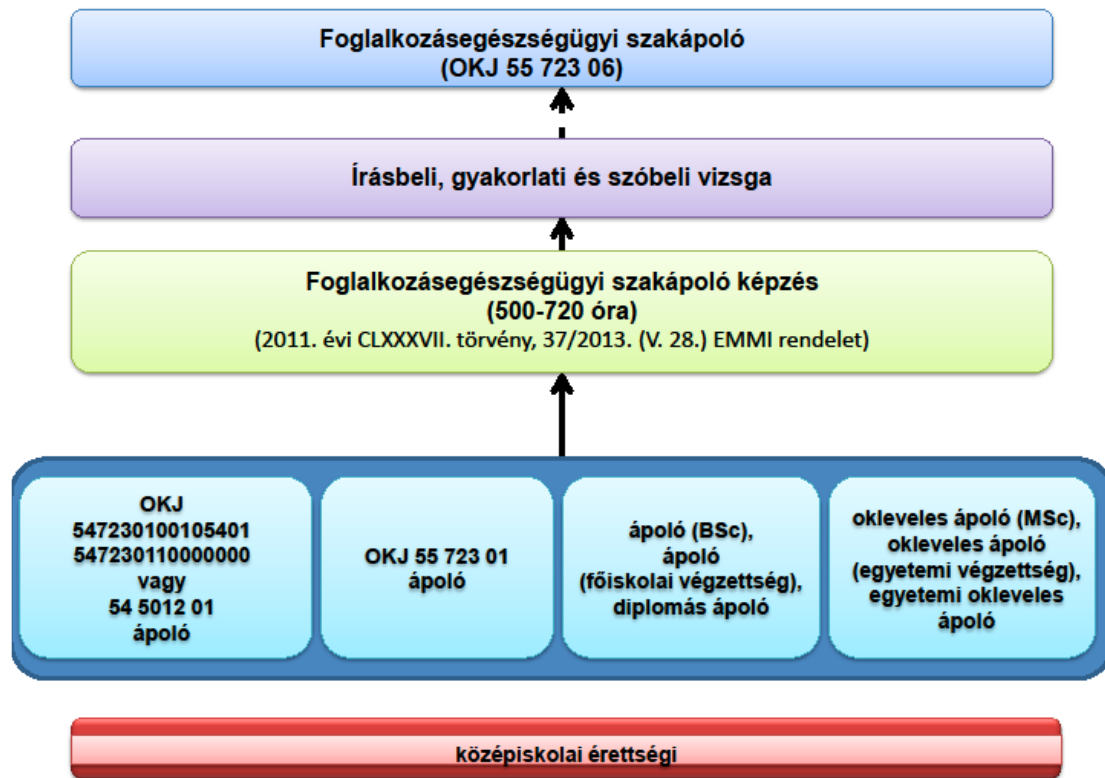 Foglalkozásegészségügyi szakápoló
(OKJ 55 723 06)
Írásbeli, gyakorlati és szóbeli vizsga
Foglalkozásegészségügyi szakápoló képzés
(500-720 óra)
(2011. évi CLXXXVII. törvény, 37/2013. (V. 28.) EMMI rendelet)
OKJ
547230100105401
547230110000000
vagy
54 5012 01
ápoló
OKJ 55 723 01
ápoló
ápoló (BSc),
ápoló
(főiskolai végzettség),
diplomás ápoló
okleveles ápoló (MSc),
okleveles ápoló
(egyetemi végzettség),
egyetemi okleveles
ápoló
középiskolai érettségi